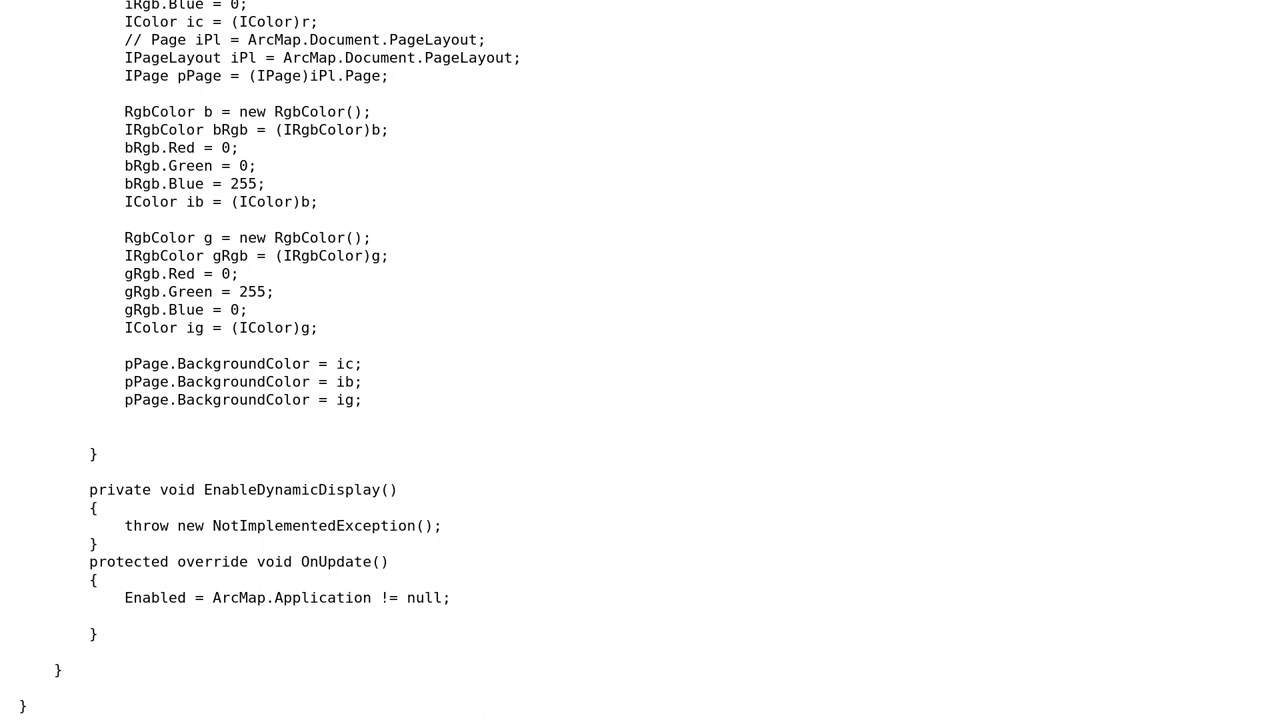 iRgb.Blue = 0;
IColor ic = (IColor)r;
// Page iPl = ArcMap.Document.PageLayout;
IPageLayout iPl = ArcMap.Document.PageLayout;
IPage pPage = (IPage)iPl.Page;
RgbColor b = new RgbColor();
IRgbColor bRgb = (IRgbColor)b;
bRgb.Red = 0;
bRgb.Green = 0;
bRgb.Blue = 255;
IColor ib = (IColor)b;
RgbColor g = new RgbColor();
IRgbColor gRgb = (IRgbColor)g;
gRgb.Red = 0;
gRgb.Green = 255;
gRgb.Blue = 0;
IColor ig = (IColor)g;
pPage.BackgroundColor = ic;
pPage.BackgroundColor = ib;
pPage.BackgroundColor = ig;
}
private void EnableDynamicDisplay()
{
throw new NotImplementedException();
}
protected override void OnUpdate()
{
Enabled = ArcMap.Application != null;
}
}
}